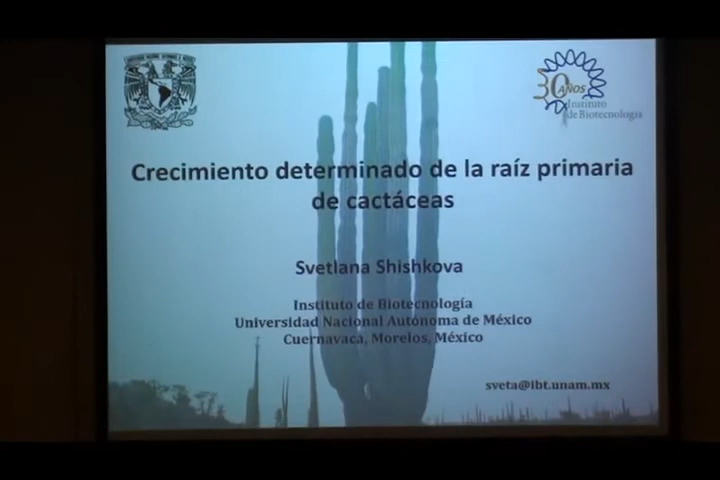 30 AÑOS
Instituto
de Biotecnología
Crecimiento determinado de la raíz primaria
de cactáceas
Svetlana Shishkova
Instituto de Biotecnología
Universidad Nacional Autónoma de México
Cuernavaca, Morelos, México
sveta@ibt.unam.mx